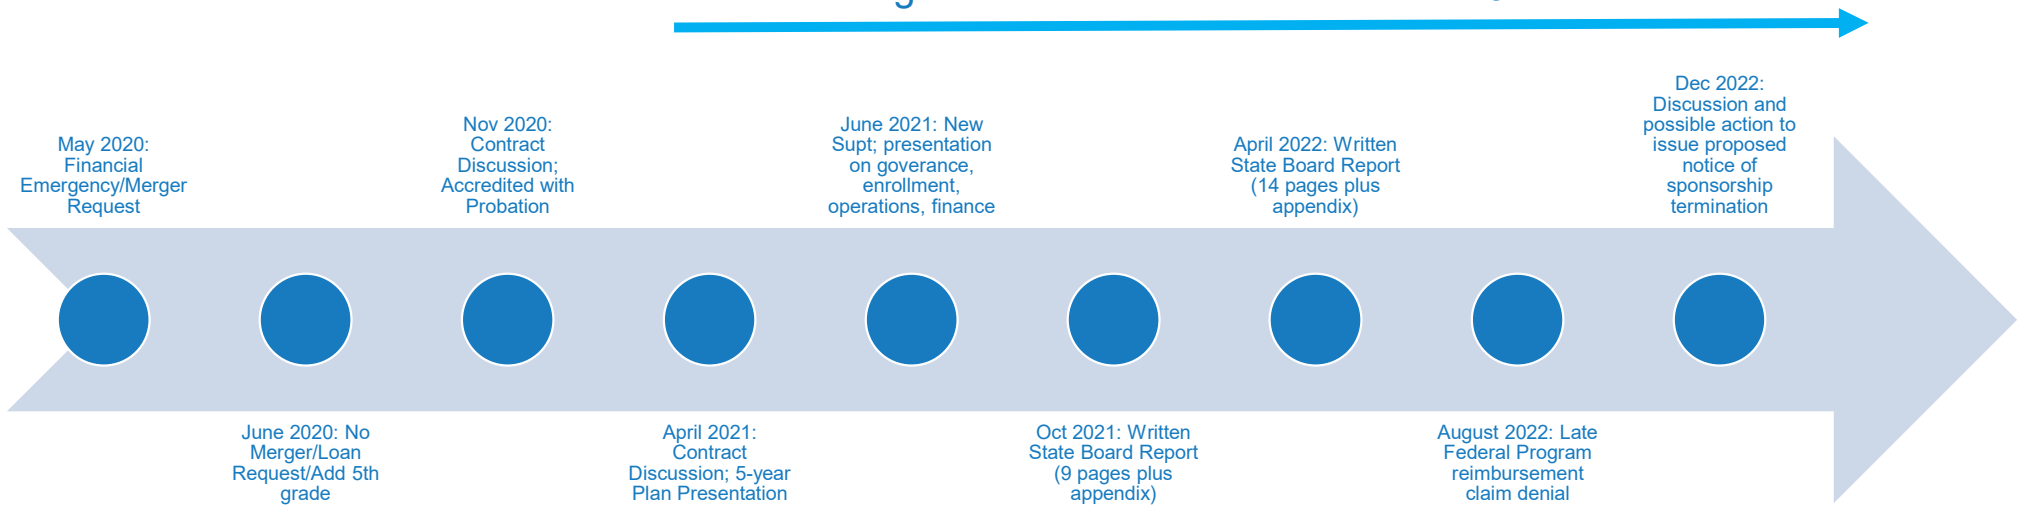 May 2020:
Financial
Emergency/Merger
Request
June 2020: No
Merger/Loan
Request/Add 5th
grade
Nov 2020:
Contract
Discussion;
Accredited with
Probation
April 2021:
Contract
Discussion; 5-year
Plan Presentation
June 2021: New
Supt; presentation
on goverance,
enrollment,
operations, finance
Oct 2021: Written
State Board Report
(9 pages plus
appendix)
April 2022: Written
State Board Report
(14 pages plus
appendix)
August 2022: Late
Federal Program
reimbursement
claim denial
Dec 2022:
Discussion and
possible action to
issue proposed
notice of
sponsorship
termination